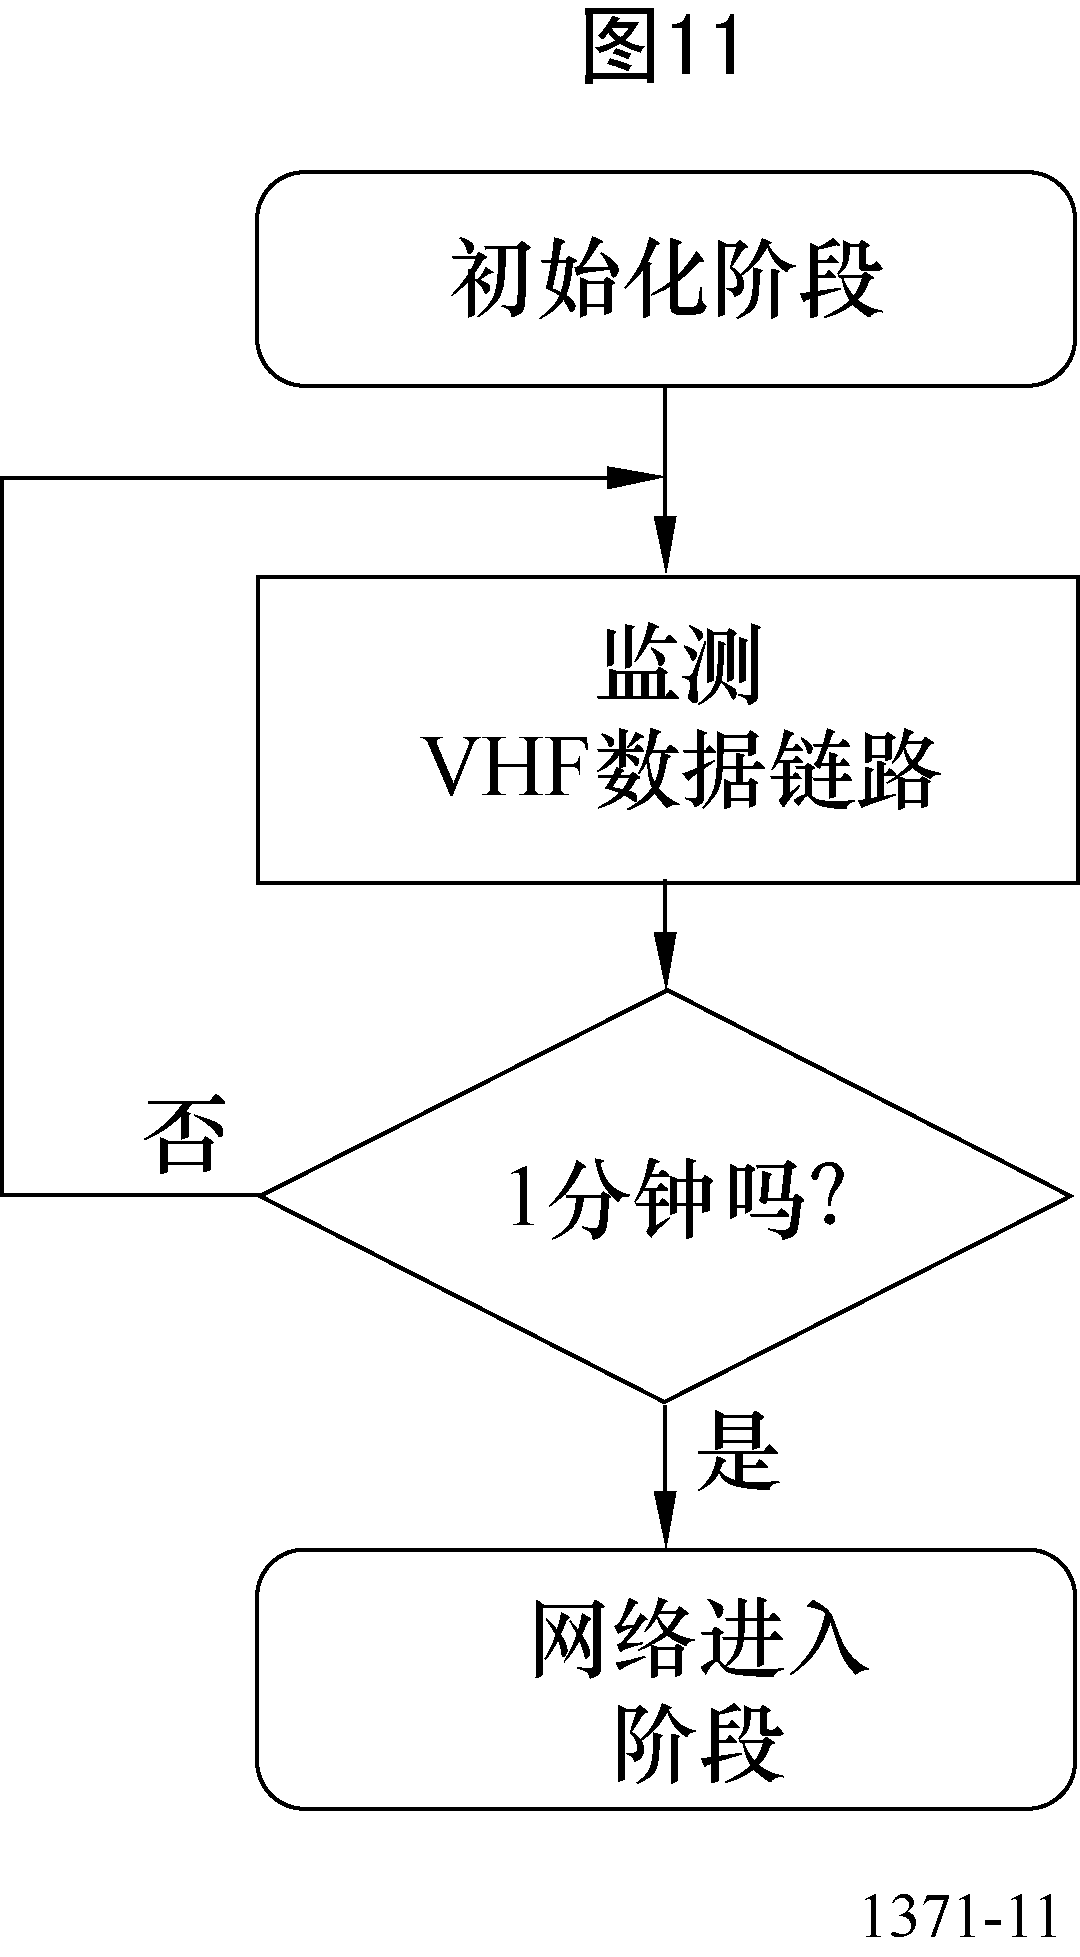 图11
初始化阶段
监测
VHF数据链路
否
1分钟吗?
是
网络进入
阶段
1371-11